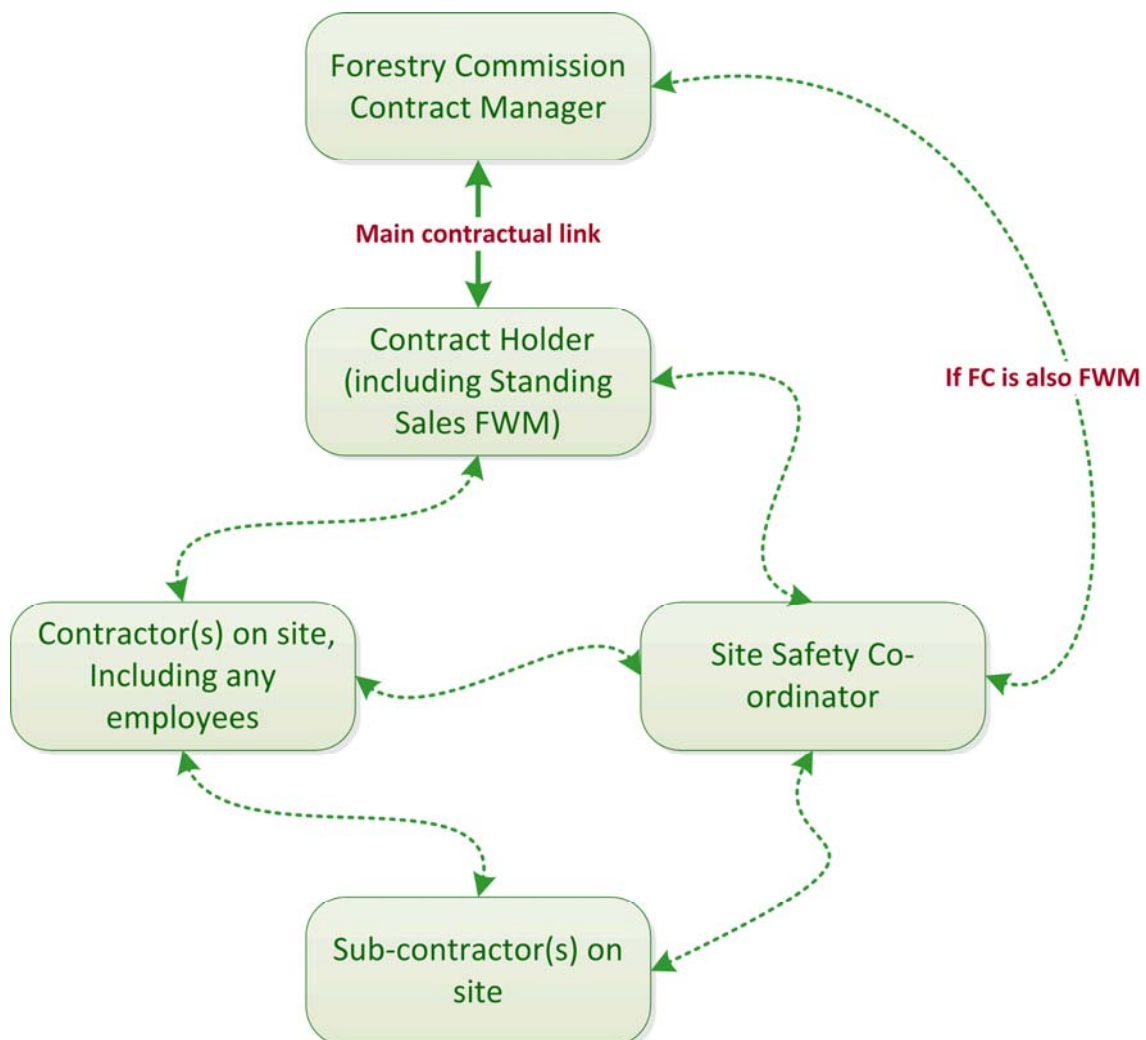 Forestry Commission
Contract Manager
Main contractual link
Contract Holder
(including Standing
Sales FWM)
If FC is also FWM
Contractor(s) on site,
Including any
employees
Site Safety Co-
ordinator
Sub-contractor(s) on
site